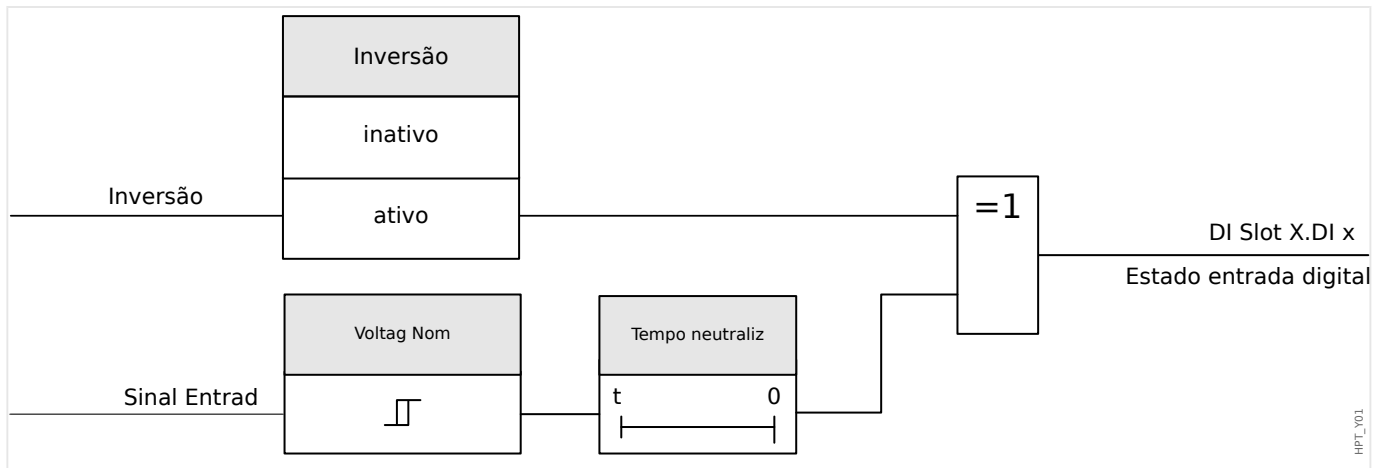 Inversão
inativo
Inversão
ativo
=1
DI Slot X.DI x
Estado entrada digital
Voltag Nom
Tempo neutraliz
Sinal Entrad
t 0
HPT_Y01